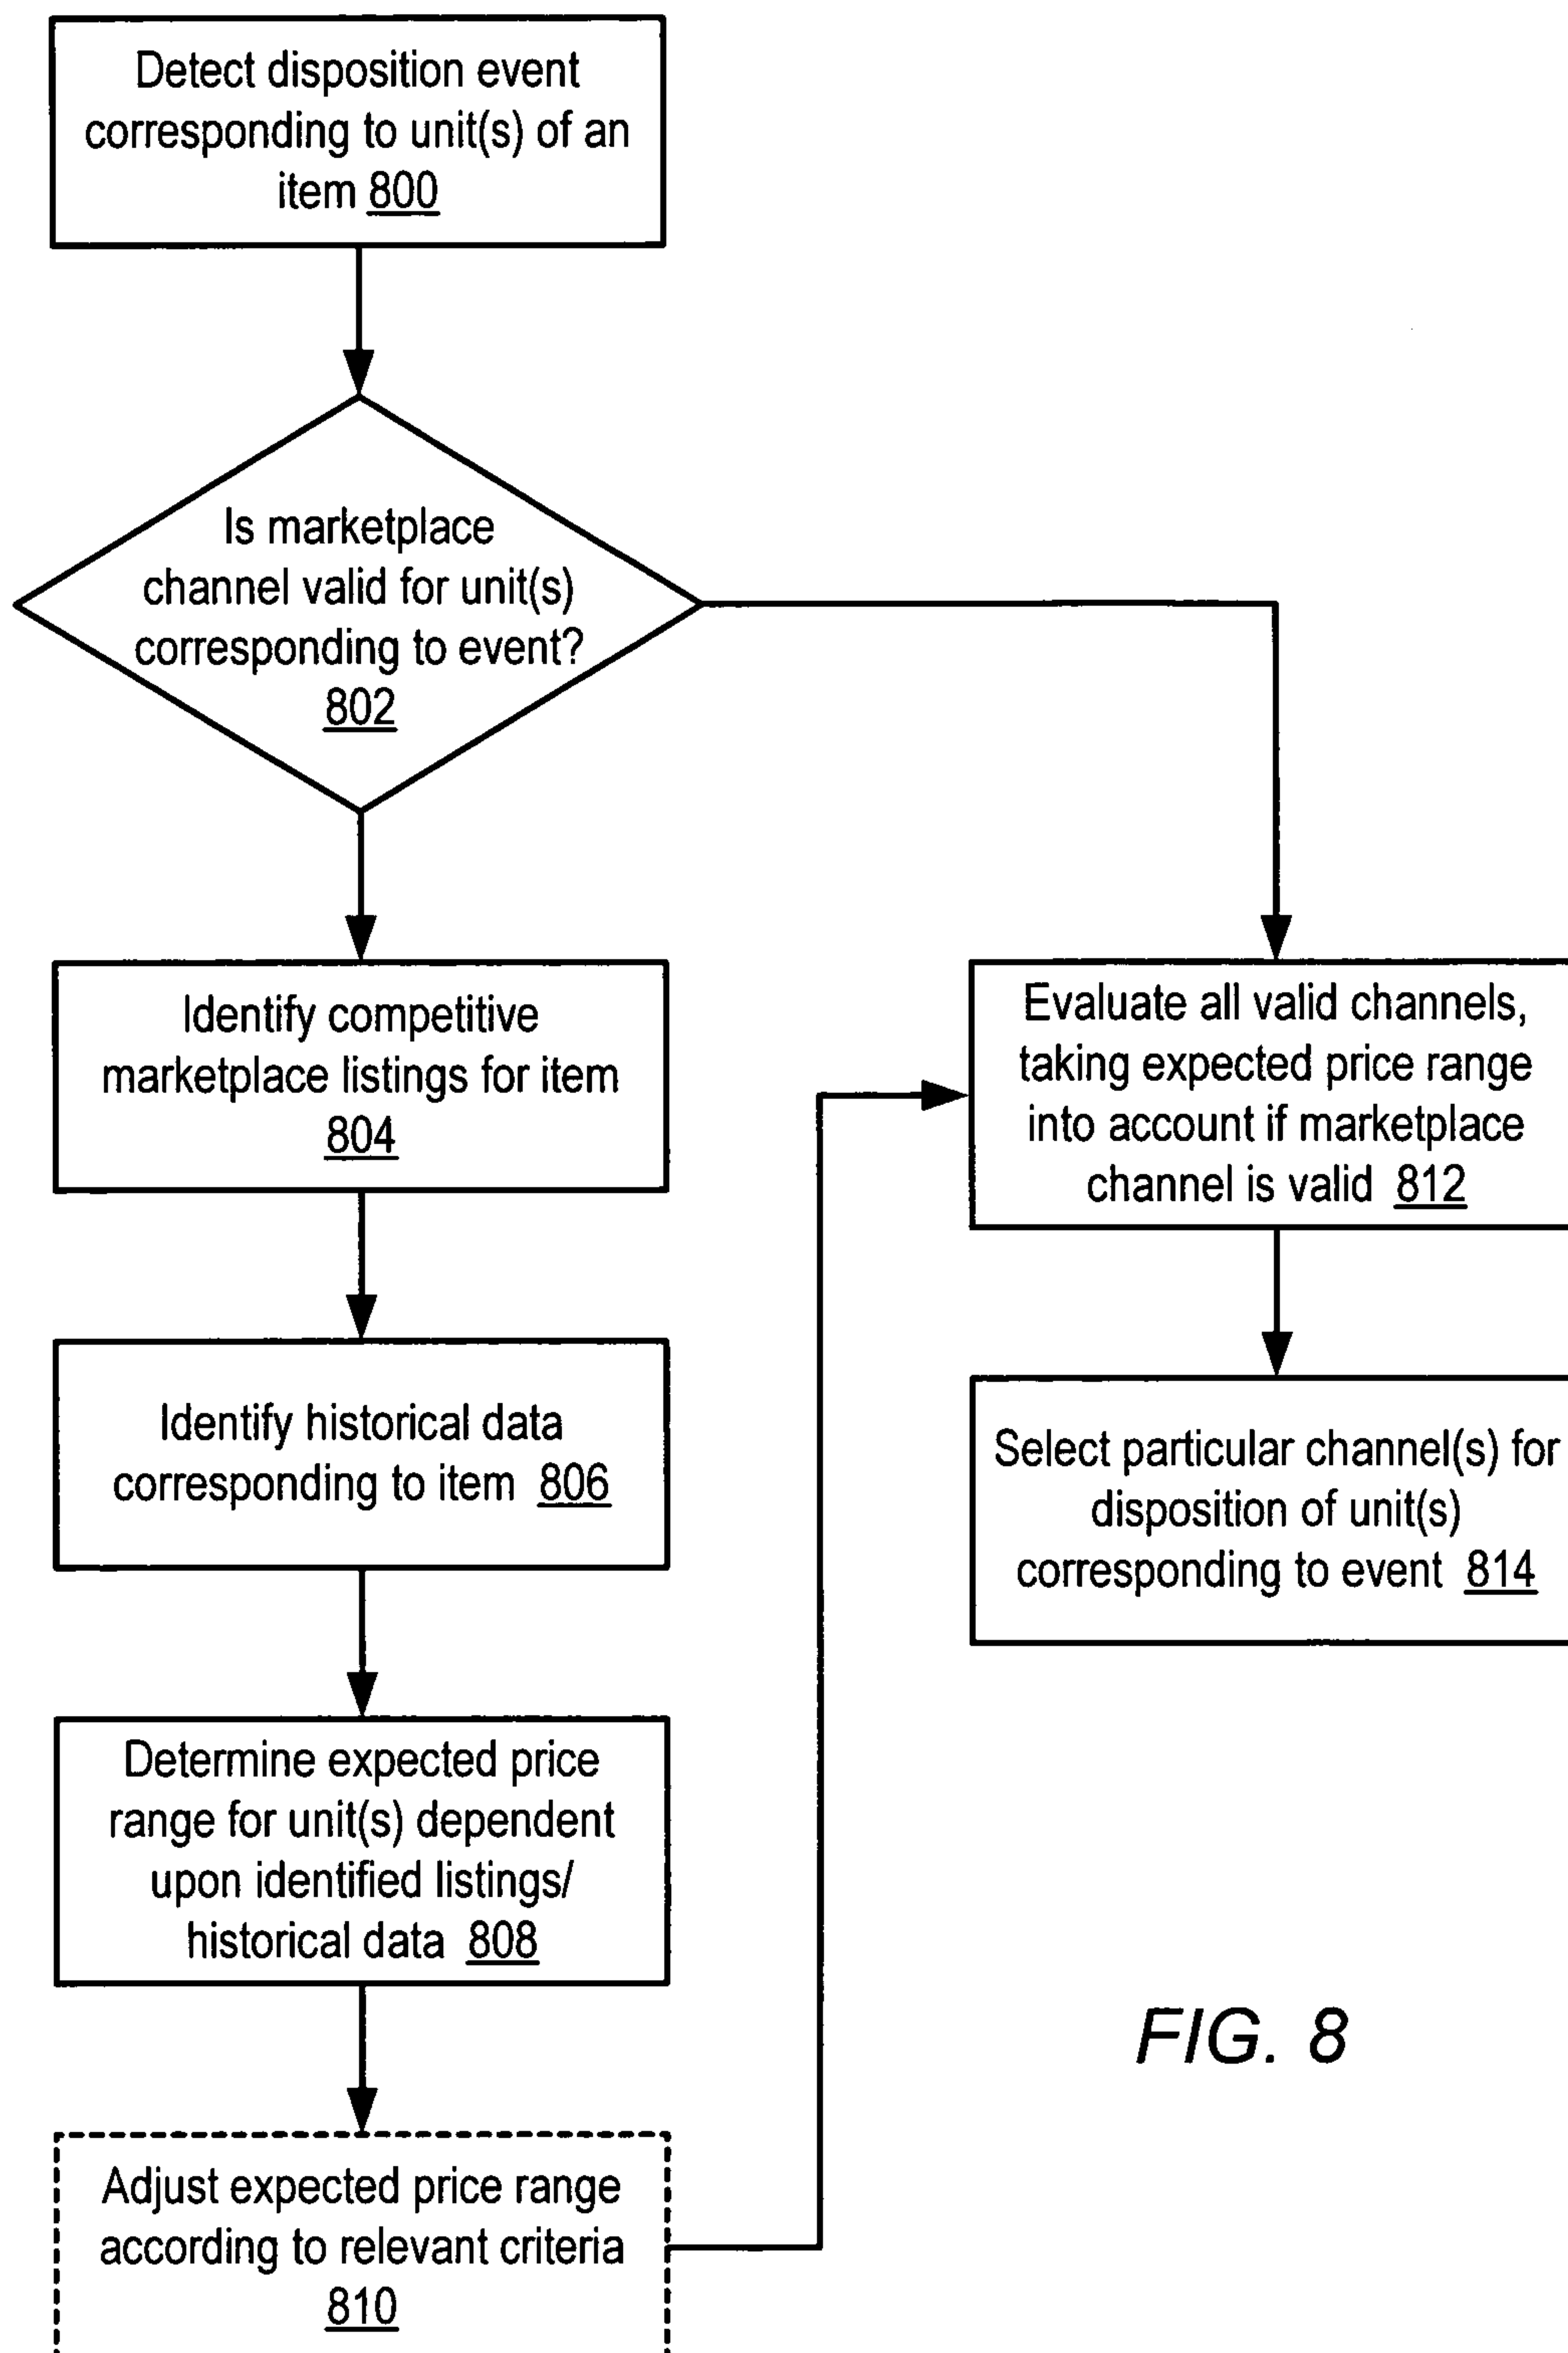 Detect disposition event
corresponding to unit(s) of an
item 800
Is marketplace
channel valid for unit(s)
corresponding to event?
802
Identify competitive
marketplace listings for item
804
Identify historical data
corresponding to item 806
Determine expected price
range for unit(s) dependent
upon identified listings/
historical data 808
Adjust expected price range
according to relevant criteria
810
Evaluate all valid channels,
taking expected price range
into account if marketplace
channel is valid 812
Select particular channel(s) for
disposition of unit(s)
corresponding to event 814
FIG. 8